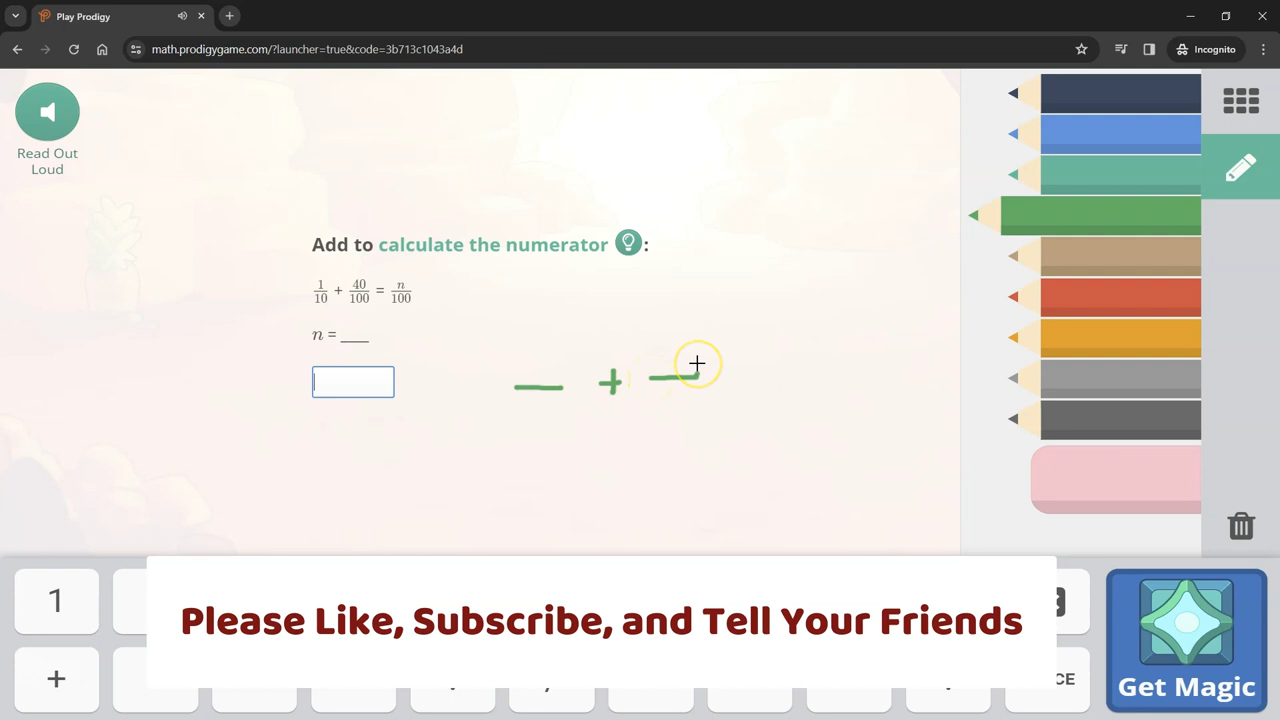 Play Prodigy
math.prodigygame.com/?launcher=true&code=3b713c1043a4d
Incognito
Read Out
Loud
Add to calculate the numerator :
1/10 + 40/100 = n/100
n = ___
— + —
1
Please Like, Subscribe, and Tell Your Friends
+
CE
Get Magic